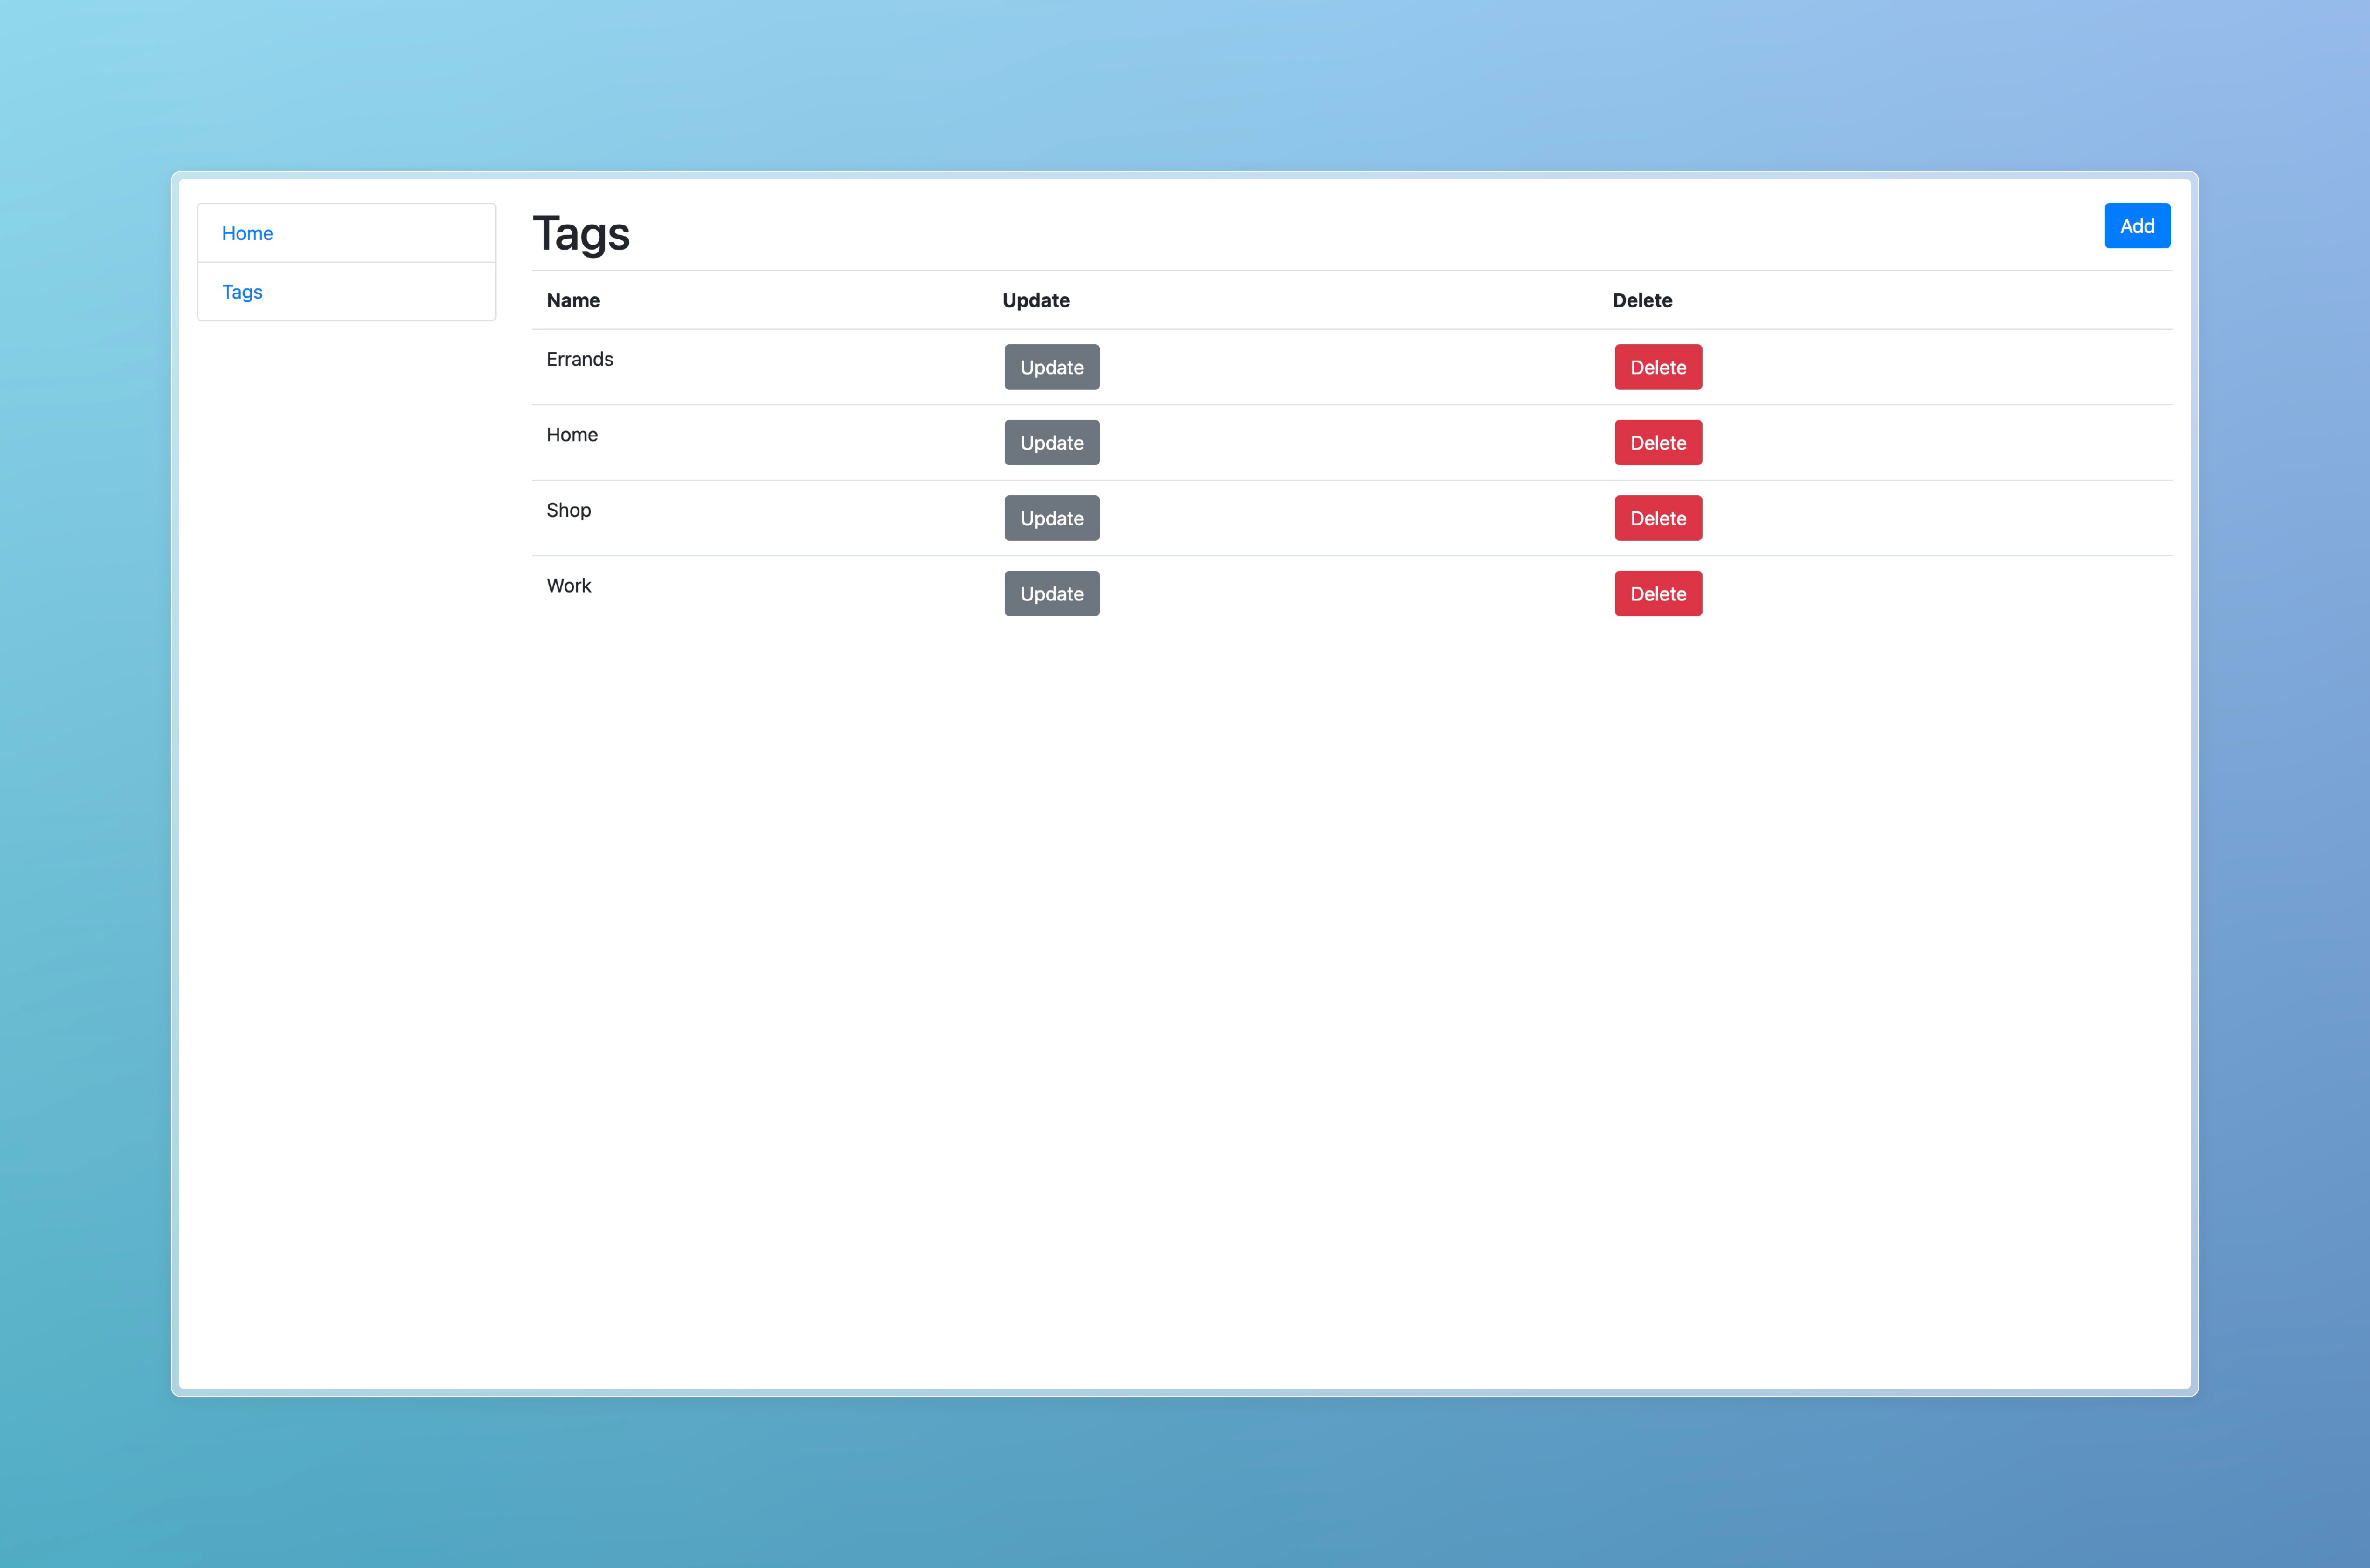 Home
Tags
Tags
Add
Name Update Delete
Errands Update Delete
Home Update Delete
Shop Update Delete
Work Update Delete